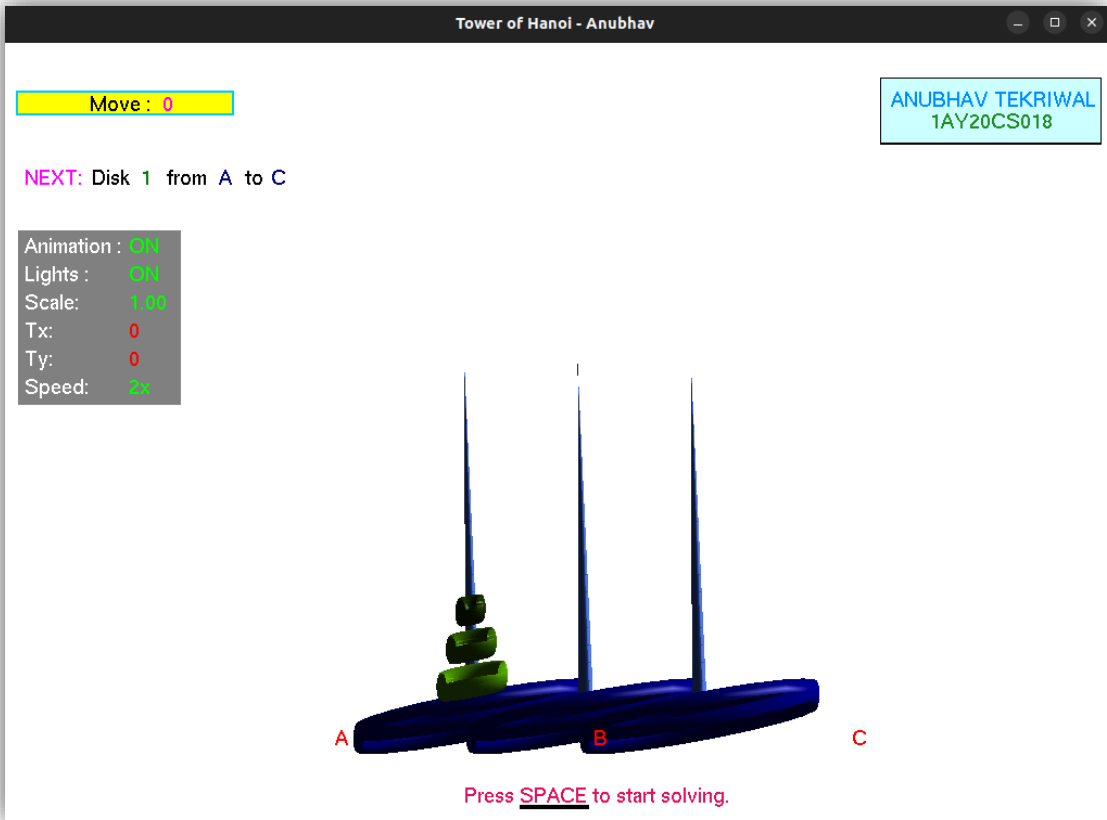 Tower of Hanoi - Anubhav
Move : 0
ANUBHAV TEKRIWAL
1AY20CS018
NEXT: Disk 1 from A to C
Animation : ON
Lights : ON
Scale: 1.00
Tx: 0
Ty: 0
Speed: 2x
A B C
Press SPACE to start solving.